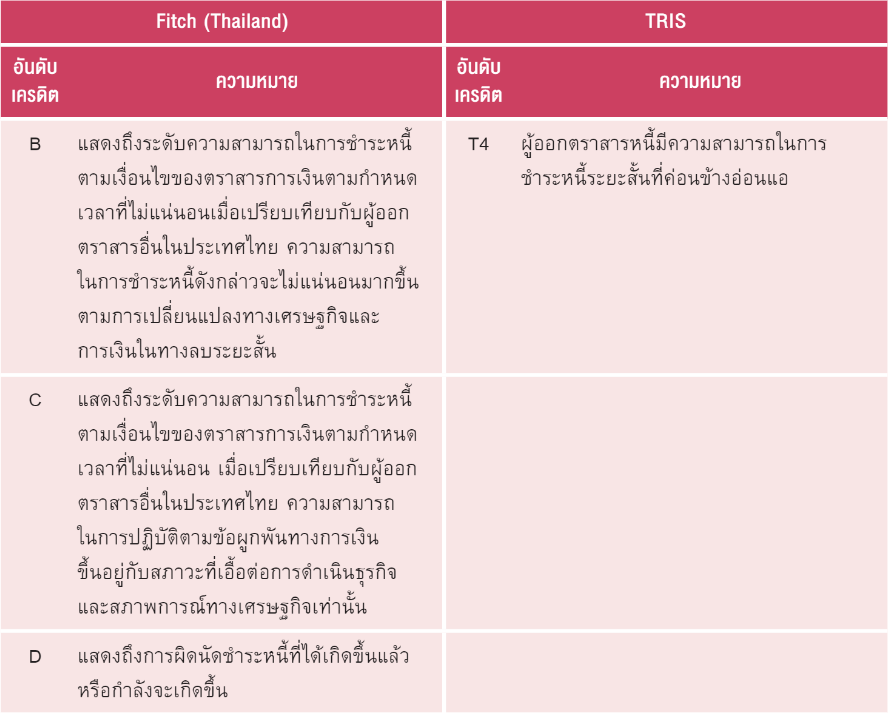 Fitch (Thailand)
TRIS
อันดับ
เครดิต
ความหมาย
อันดับ
เครดิต
ความหมาย
B
แสดงถึงระดับความสามารถในการชำระหนี้
ตามเงื่อนไขของตราสารการเงินตามกำหนด
เวลาที่ไม่แน่นอนเมื่อเปรียบเทียบกับผู้ออก
ตราสารอื่นในประเทศไทย ความสามารถ
ในการชำระหนี้ดังกล่าวจะไม่แน่นอนมากขึ้น
ตามการเปลี่ยนแปลงทางเศรษฐกิจและ
การเงินในทางลบระยะสั้น
T4
ผู้ออกตราสารหนี้มีความสามารถในการ
ชำระหนี้ระยะสั้นที่ค่อนข้างอ่อนแอ
C
แสดงถึงระดับความสามารถในการชำระหนี้
ตามเงื่อนไขของตราสารการเงินตามกำหนด
เวลาที่ไม่แน่นอน เมื่อเปรียบเทียบกับผู้ออก
ตราสารอื่นในประเทศไทย ความสามารถ
ในการปฏิบัติตามข้อผูกพันทางการเงิน
ขึ้นอยู่กับสภาวะที่เอื้อต่อการดำเนินธุรกิจ
และสภาพการณ์ทางเศรษฐกิจเท่านั้น
D
แสดงถึงการผิดนัดชำระหนี้ที่ได้เกิดขึ้นแล้ว
หรือกำลังจะเกิดขึ้น